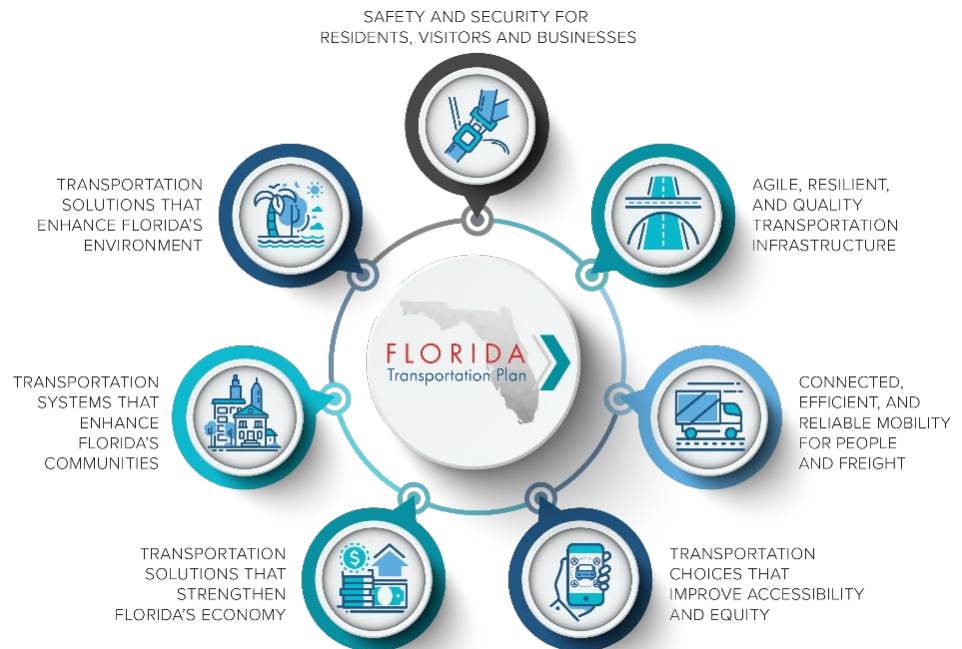 SAFETY AND SECURITY FOR
RESIDENTS, VISITORS AND BUSINESSES
AGILE, RESILIENT,
AND QUALITY
TRANSPORTATION
INFRASTRUCTURE
CONNECTED,
EFFICIENT, AND
RELIABLE MOBILITY
FOR PEOPLE
AND FREIGHT
TRANSPORTATION
CHOICES THAT
IMPROVE ACCESSIBILITY
AND EQUITY
TRANSPORTATION
SOLUTIONS THAT
STRENGTHEN
FLORIDA'S ECONOMY
TRANSPORTATION
SYSTEMS THAT
ENHANCE
FLORIDA'S
COMMUNITIES
TRANSPORTATION
SOLUTIONS THAT
ENHANCE FLORIDA'S
ENVIRONMENT
FLORIDA
Transportation Plan
$